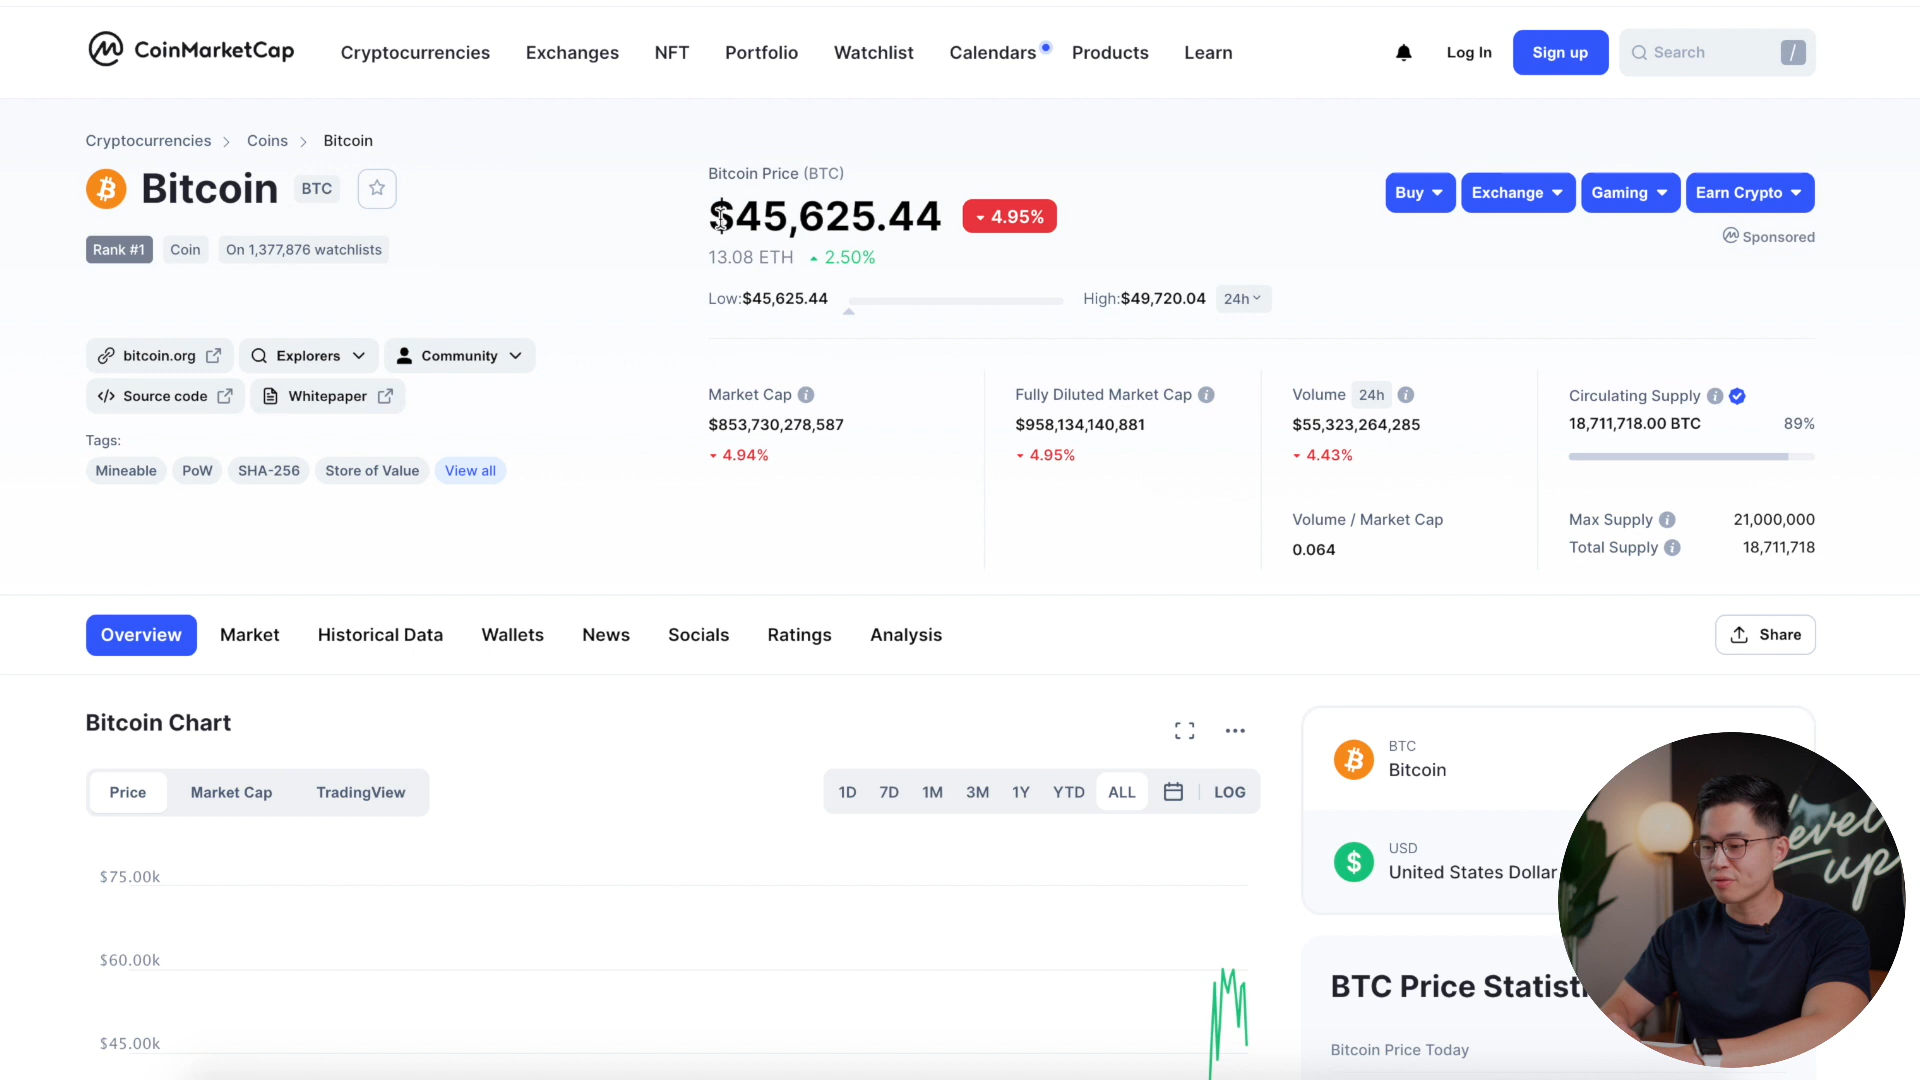 CoinMarketCap
Cryptocurrencies
Exchanges
NFT
Portfolio
Watchlist
Calendars
Products
Learn
Log In
Sign up
Search
/
Cryptocurrencies > Coins > Bitcoin
Bitcoin
BTC
Rank #1
Coin
On 1,377,876 watchlists
bitcoin.org
Explorers
Community
Source code
Whitepaper
Tags:
Mineable
PoW
SHA-256
Store of Value
View all
Bitcoin Price (BTC)
$45,625.44
4.95%
13.08 ETH
2.50%
Low:$45,625.44
High:$49,720.04
24h
Buy
Exchange
Gaming
Earn Crypto
Sponsored
Market Cap
$853,730,278,587
4.94%
Fully Diluted Market Cap
$958,134,140,881
4.95%
Volume 24h
$55,323,264,285
4.43%
Volume / Market Cap
0.064
Circulating Supply
18,711,718.00 BTC
89%
Max Supply
21,000,000
Total Supply
18,711,718
Overview
Market
Historical Data
Wallets
News
Socials
Ratings
Analysis
Share
Bitcoin Chart
Price
Market Cap
TradingView
1D
7D
1M
3M
1Y
YTD
ALL
LOG
$75.00k
$60.00k
$45.00k
BTC
Bitcoin
USD
United States Dollar
BTC Price Statisti
Bitcoin Price Today
level
up